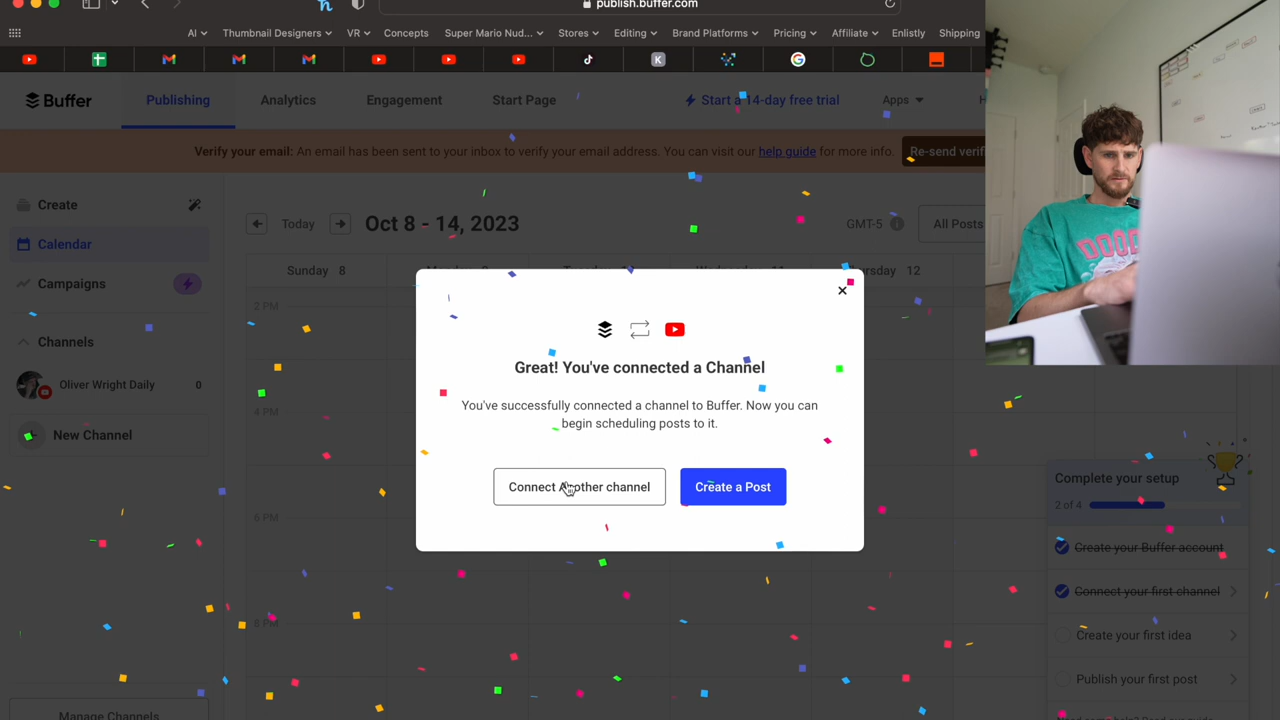 publish.buffer.com
AI
Thumbnail Designers
VR
Concepts
Super Mario Nud...
Stores
Editing
Brand Platforms
Pricing
Affiliate
Enlistly
Shipping
Buffer
Publishing
Analytics
Engagement
Start Page
Start a 14-day free trial
Apps
H
Verify your email: An email has been sent to your inbox to verify your email address. You can visit our help guide for more info.
Re-send verifi
Create
Calendar
Campaigns
Channels
Oliver Wright Daily 0
New Channel
Today
Oct 8 - 14, 2023
GMT-5
All Posts
Sunday 8
2 PM
4 PM
6 PM
8 PM
Great! You've connected a Channel
You've successfully connected a channel to Buffer. Now you can
begin scheduling posts to it.
Connect Another channel
Create a Post
Complete your setup
2 of 4
Create your Buffer account
Connect your first channel
Create your first idea
Publish your first post
Manage Channels